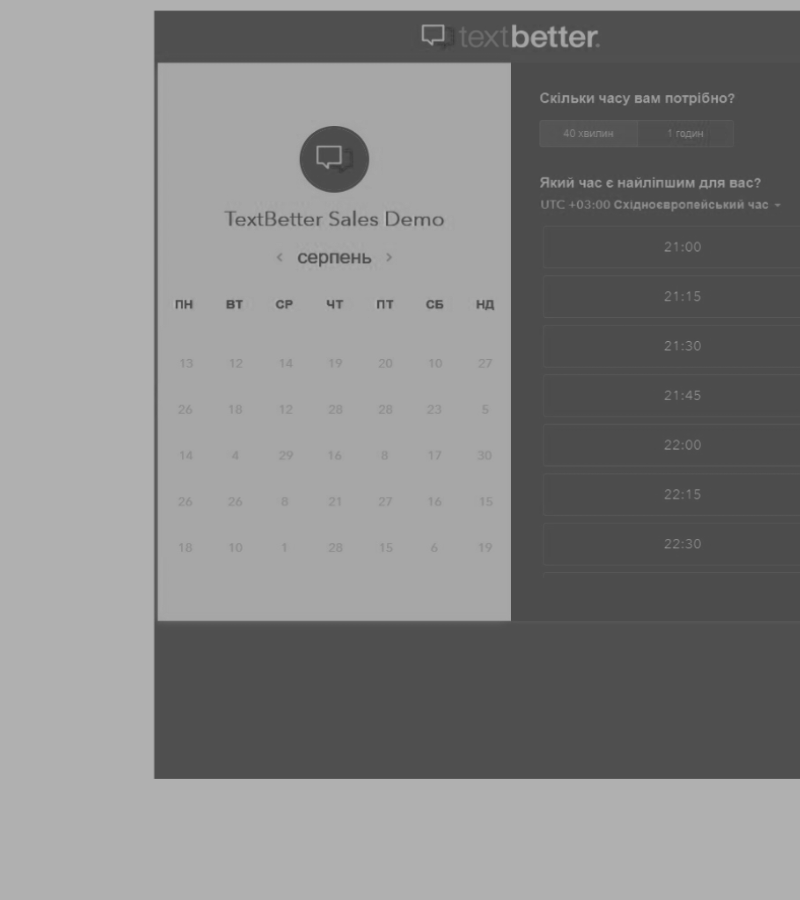 textbetter.
TextBetter Sales Demo
‹ серпень ›
ПН ВТ СР ЧТ ПТ СБ НД
13 12 14 19 20 10 27
26 18 12 28 28 23 5
14 4 29 16 8 17 30
26 26 8 21 27 16 15
18 10 1 28 15 6 19
Скільки часу вам потрібно?
40 хвилин 1 годин
Який час є найліпшим для вас?
UTC +03:00 Східноєвропейський час
21:00
21:15
21:30
21:45
22:00
22:15
22:30